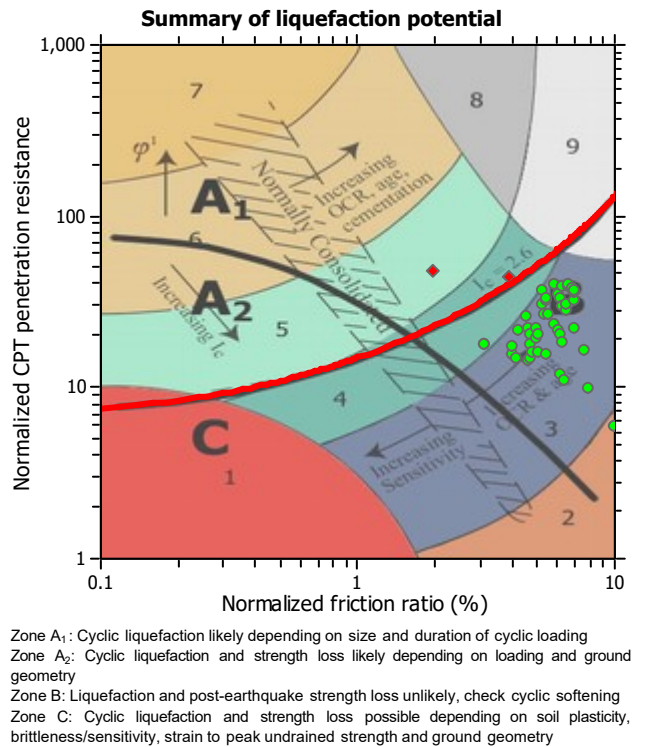 Summary of liquefaction potential
1,000
100
10
1
0.1
1
10
Normalized CPT penetration resistance
Normalized friction ratio (%)
7
8
9
φ'
Increasing
OCR, age,
cementation
Normally Consolidated
A1
6
Ic = 2.6
A2
Increasing Ic
5
4
Increasing
OCR & age
3
C
1
Increasing
Sensitivity
2
Zone A1: Cyclic liquefaction likely depending on size and duration of cyclic loading
Zone A2: Cyclic liquefaction and strength loss likely depending on loading and ground
geometry
Zone B: Liquefaction and post-earthquake strength loss unlikely, check cyclic softening
Zone C: Cyclic liquefaction and strength loss possible depending on soil plasticity,
brittleness/sensitivity, strain to peak undrained strength and ground geometry